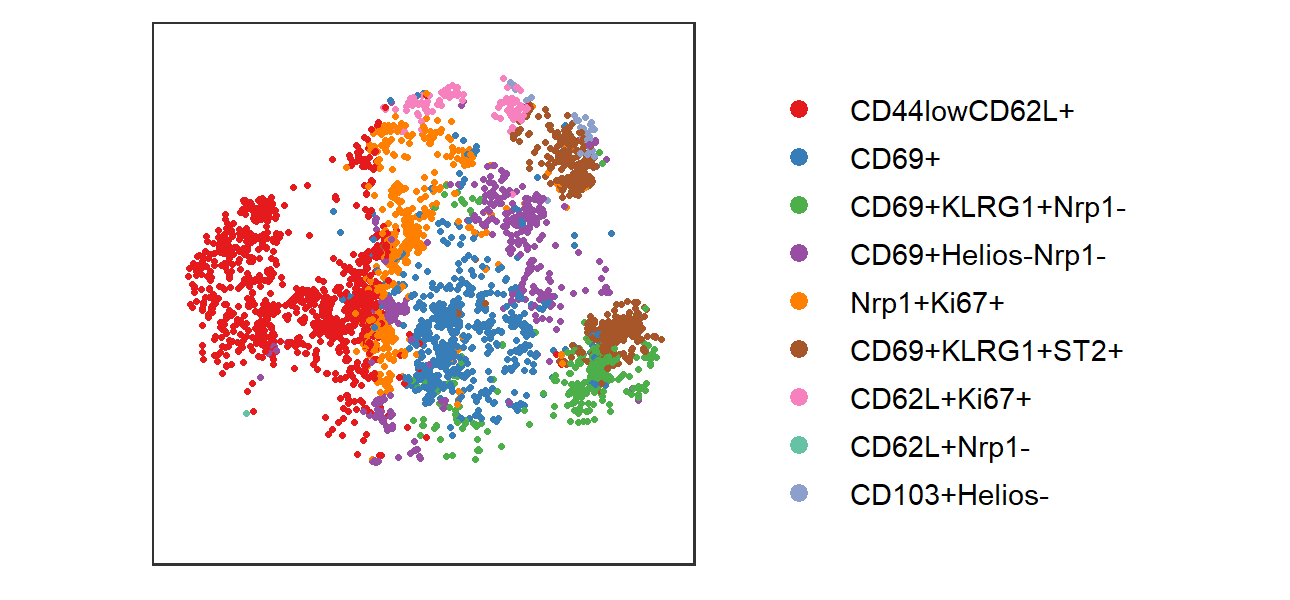 CD44lowCD62L+
CD69+
CD69+KLRG1+Nrp1-
CD69+Helios-Nrp1-
Nrp1+Ki67+
CD69+KLRG1+ST2+
CD62L+Ki67+
CD62L+Nrp1-
CD103+Helios-